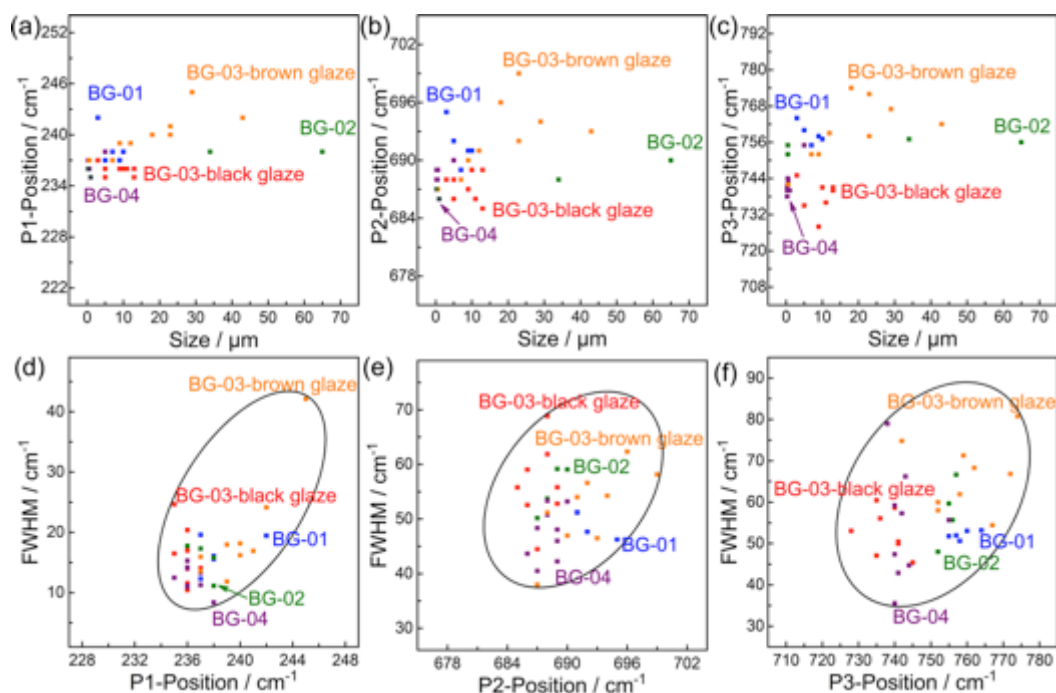 (a)
P1-Position / cm⁻¹
252
246
240
234
228
222
BG-03-brown glaze
BG-01
BG-02
BG-03-black glaze
BG-04
0 10 20 30 40 50 60 70
Size / µm
(b)
P2-Position / cm⁻¹
702
696
690
684
678
BG-03-brown glaze
BG-01
BG-02
BG-03-black glaze
BG-04
0 10 20 30 40 50 60 70
Size / µm
(c)
P3-Position / cm⁻¹
792
780
768
756
744
732
720
708
BG-03-brown glaze
BG-01
BG-02
BG-03-black glaze
BG-04
0 10 20 30 40 50 60 70
Size / µm
(d)
FWHM / cm⁻¹
40
30
20
10
BG-03-brown glaze
BG-03-black glaze
BG-01
BG-02
BG-04
228 232 236 240 244 248
P1-Position / cm⁻¹
(e)
FWHM / cm⁻¹
70
60
50
40
30
BG-03-black glaze
BG-03-brown glaze
BG-02
BG-01
BG-04
678 684 690 696 702
P2-Position / cm⁻¹
(f)
FWHM / cm⁻¹
90
80
70
60
50
40
30
BG-03-brown glaze
BG-03-black glaze
BG-01
BG-02
BG-04
710 720 730 740 750 760 770 780
P3-Position / cm⁻¹